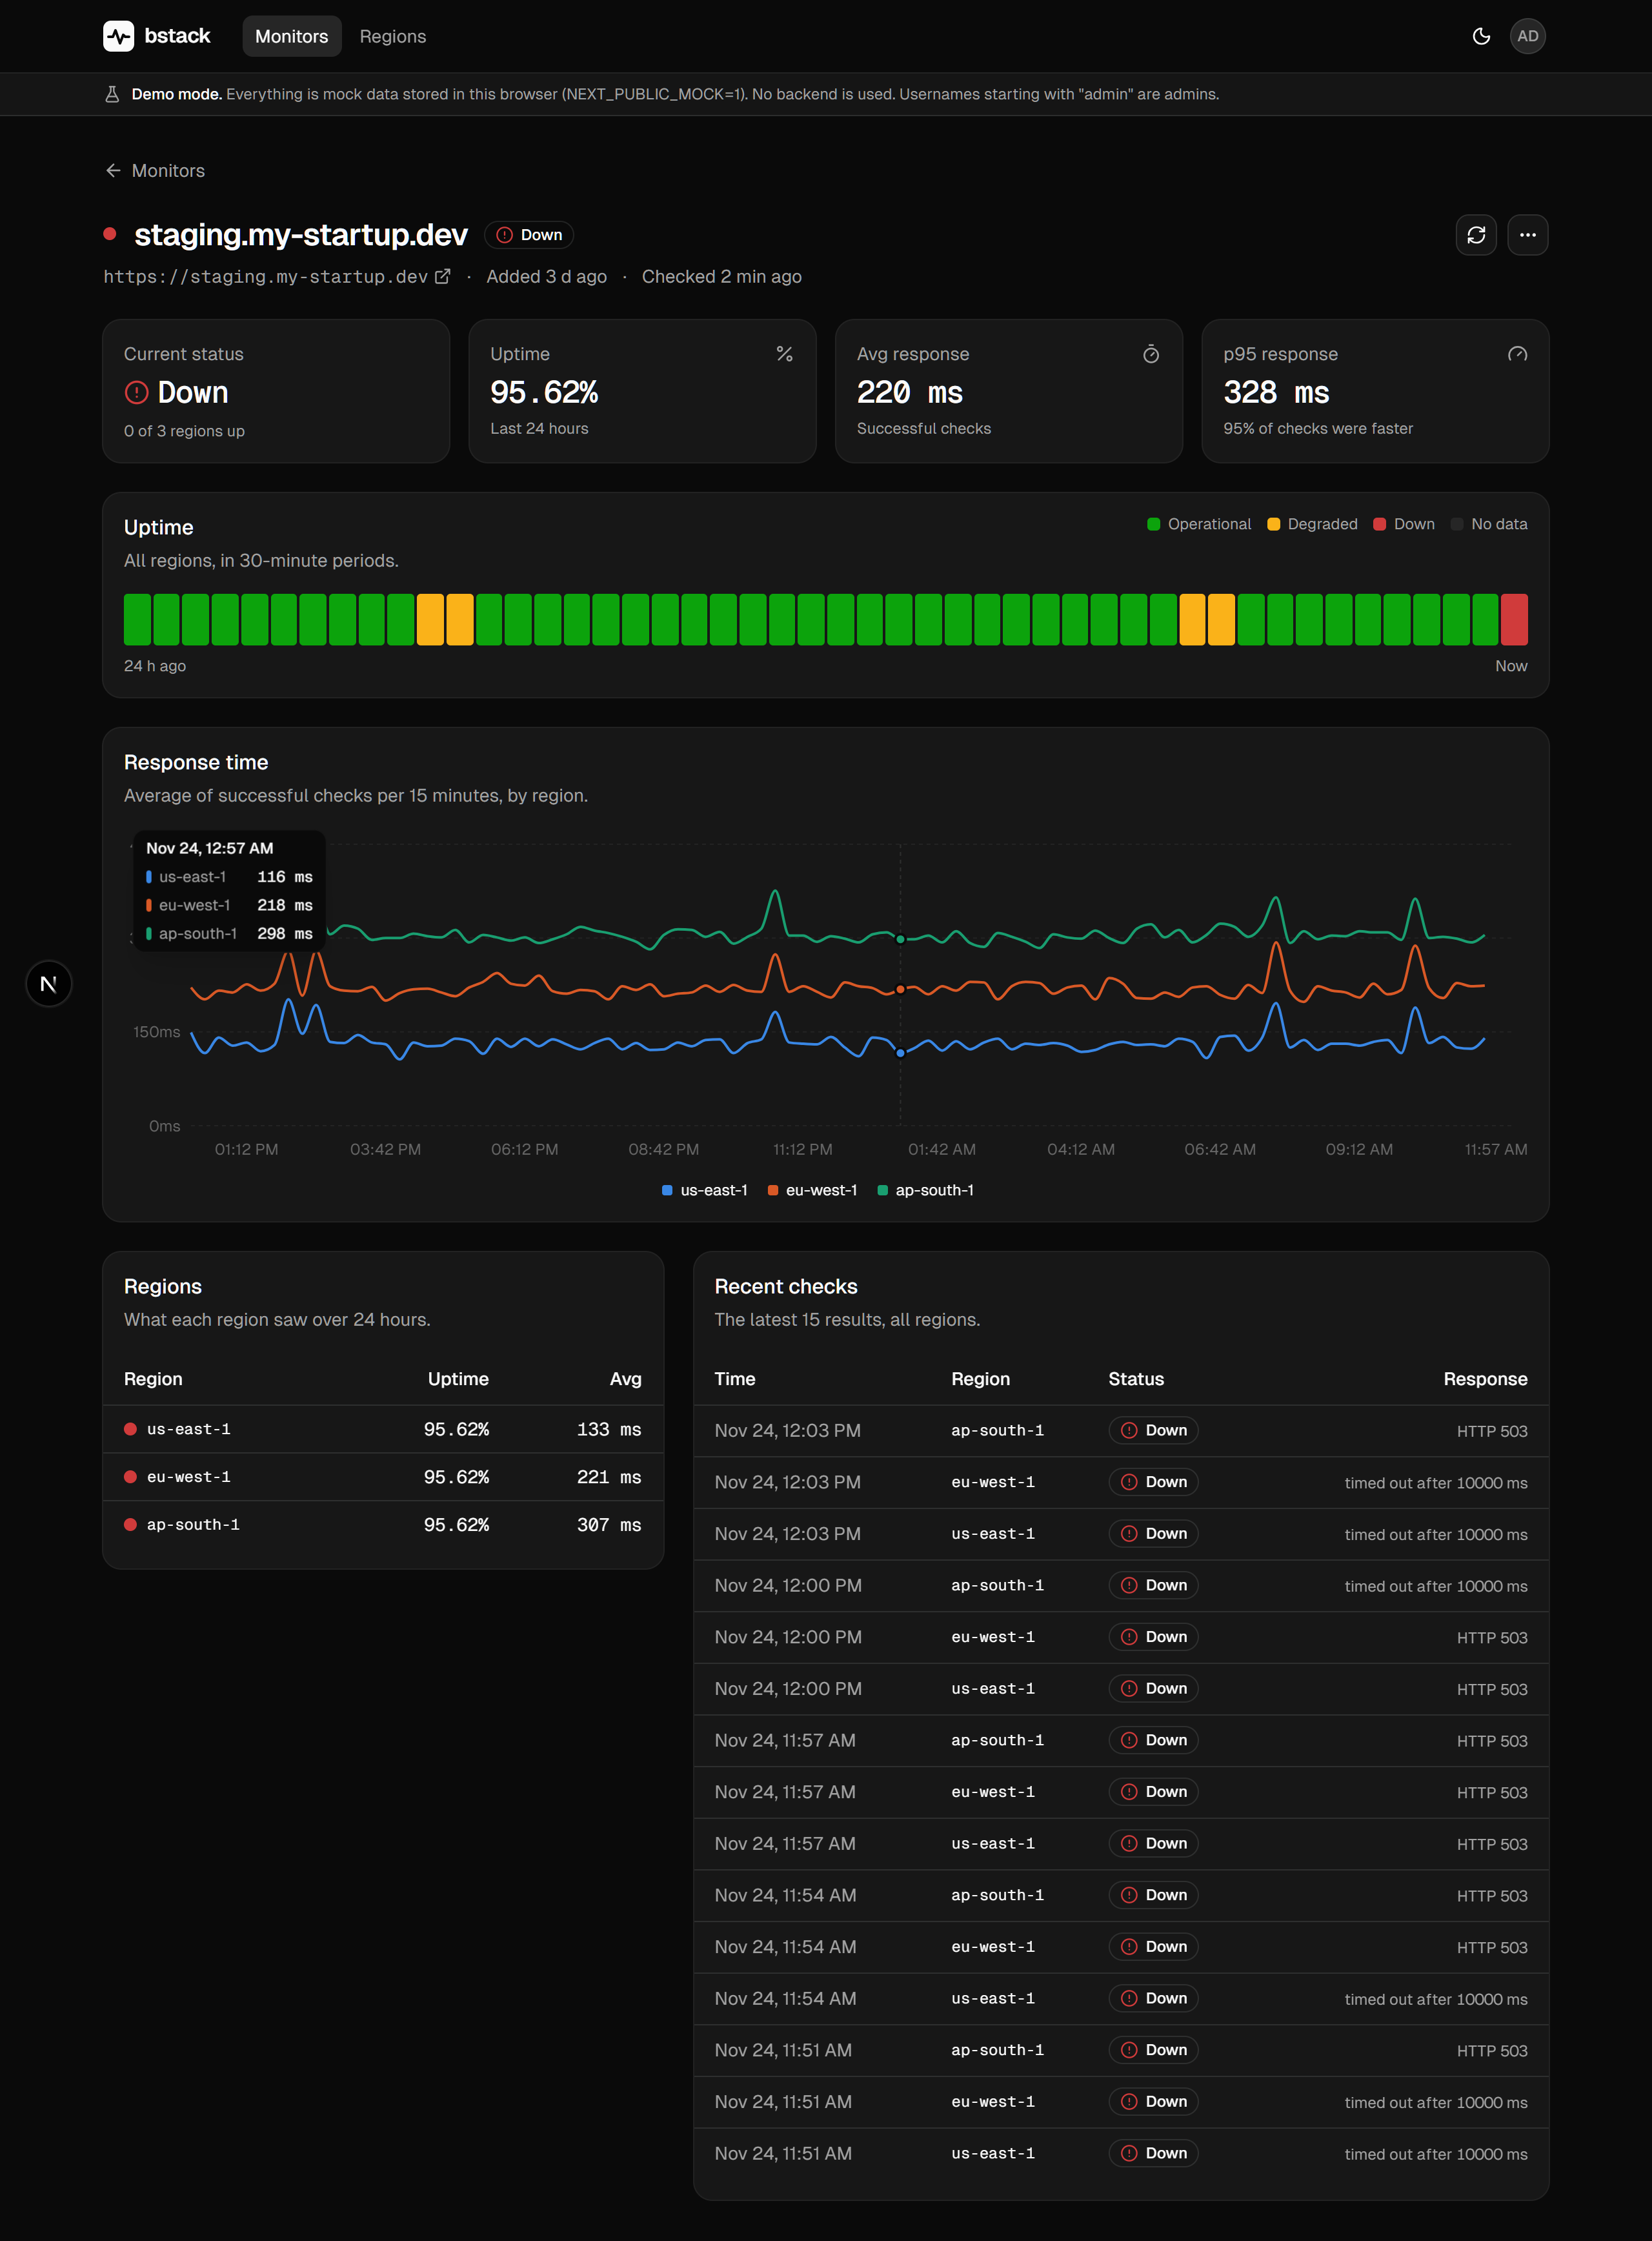 bstack
Monitors
Regions
AD
Demo mode. Everything is mock data stored in this browser (NEXT_PUBLIC_MOCK=1). No backend is used. Usernames starting with "admin" are admins.
Monitors
staging.my-startup.dev
Down
https://staging.my-startup.dev · Added 3 d ago · Checked 2 min ago
Current status
Down
0 of 3 regions up
Uptime
95.62%
Last 24 hours
Avg response
220 ms
Successful checks
p95 response
328 ms
95% of checks were faster
Uptime
Operational Degraded Down No data
All regions, in 30-minute periods.
24 h ago
Now
Response time
Average of successful checks per 15 minutes, by region.
Nov 24, 12:57 AM
us-east-1 116 ms
eu-west-1 218 ms
ap-south-1 298 ms
150ms
0ms
01:12 PM 03:42 PM 06:12 PM 08:42 PM 11:12 PM 01:42 AM 04:12 AM 06:42 AM 09:12 AM 11:57 AM
us-east-1 eu-west-1 ap-south-1
N
Regions
What each region saw over 24 hours.
Region Uptime Avg
us-east-1 95.62% 133 ms
eu-west-1 95.62% 221 ms
ap-south-1 95.62% 307 ms
Recent checks
The latest 15 results, all regions.
Time Region Status Response
Nov 24, 12:03 PM ap-south-1 Down HTTP 503
Nov 24, 12:03 PM eu-west-1 Down timed out after 10000 ms
Nov 24, 12:03 PM us-east-1 Down timed out after 10000 ms
Nov 24, 12:00 PM ap-south-1 Down timed out after 10000 ms
Nov 24, 12:00 PM eu-west-1 Down HTTP 503
Nov 24, 12:00 PM us-east-1 Down HTTP 503
Nov 24, 11:57 AM ap-south-1 Down HTTP 503
Nov 24, 11:57 AM eu-west-1 Down HTTP 503
Nov 24, 11:57 AM us-east-1 Down HTTP 503
Nov 24, 11:54 AM ap-south-1 Down HTTP 503
Nov 24, 11:54 AM eu-west-1 Down HTTP 503
Nov 24, 11:54 AM us-east-1 Down timed out after 10000 ms
Nov 24, 11:51 AM ap-south-1 Down HTTP 503
Nov 24, 11:51 AM eu-west-1 Down timed out after 10000 ms
Nov 24, 11:51 AM us-east-1 Down timed out after 10000 ms